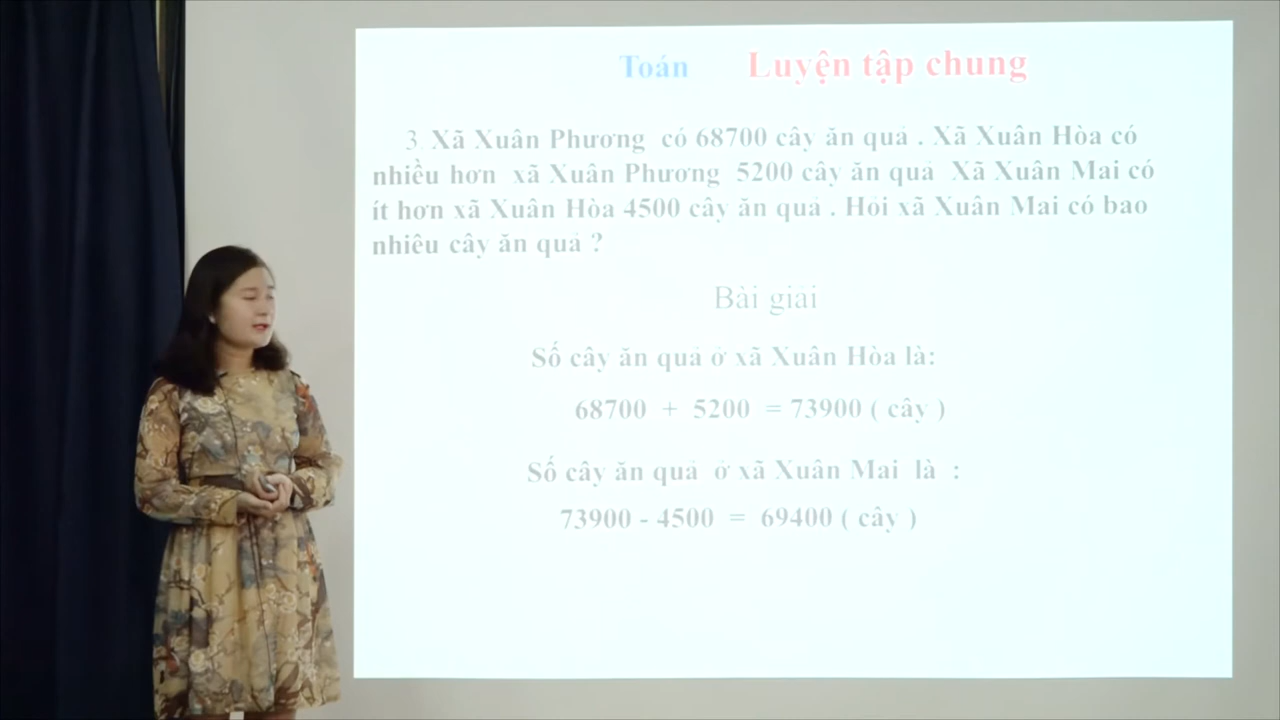 Toán Luyện tập chung
3. Xã Xuân Phương có 68700 cây ăn quả . Xã Xuân Hòa có
nhiều hơn xã Xuân Phương 5200 cây ăn quả Xã Xuân Mai có
ít hơn xã Xuân Hòa 4500 cây ăn quả . Hỏi xã Xuân Mai có bao
nhiêu cây ăn quả ?
Bài giải
Số cây ăn quả ở xã Xuân Hòa là:
68700 + 5200 = 73900 ( cây )
Số cây ăn quả ở xã Xuân Mai là :
73900 - 4500 = 69400 ( cây )